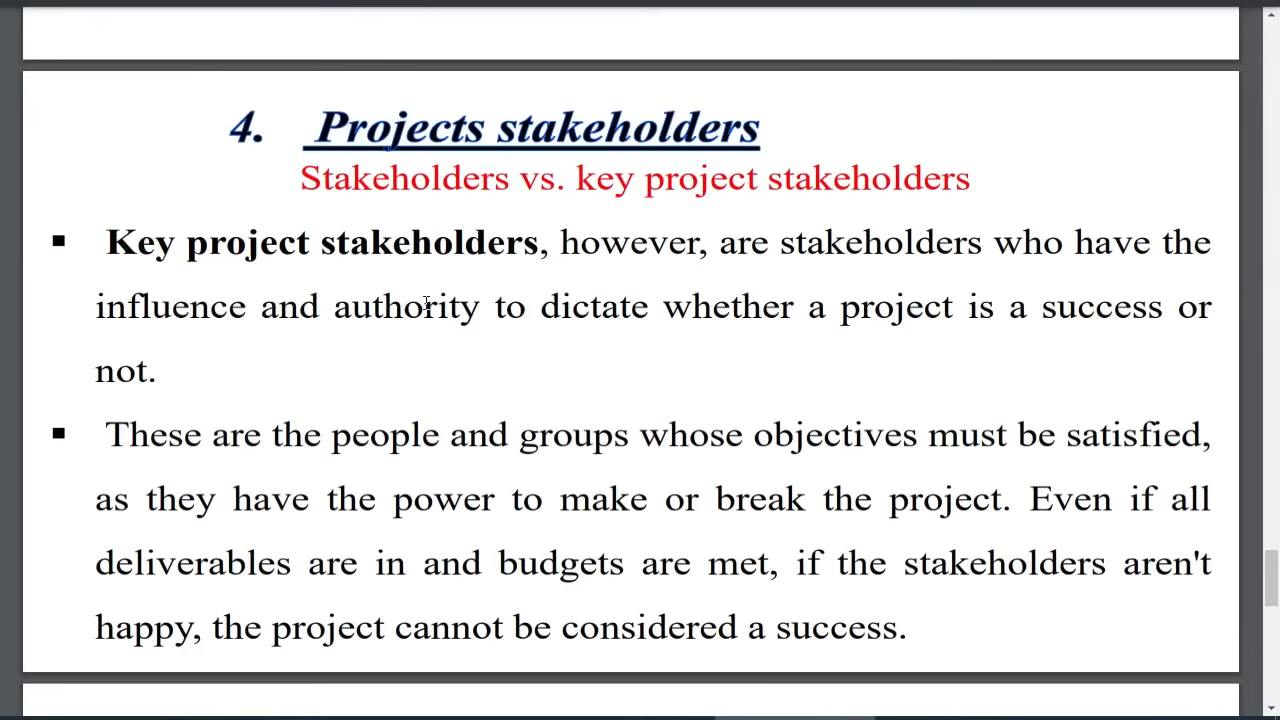 4. Projects stakeholders
Stakeholders vs. key project stakeholders
▪ Key project stakeholders, however, are stakeholders who have the
influence and authority to dictate whether a project is a success or
not.
▪ These are the people and groups whose objectives must be satisfied,
as they have the power to make or break the project. Even if all
deliverables are in and budgets are met, if the stakeholders aren't
happy, the project cannot be considered a success.